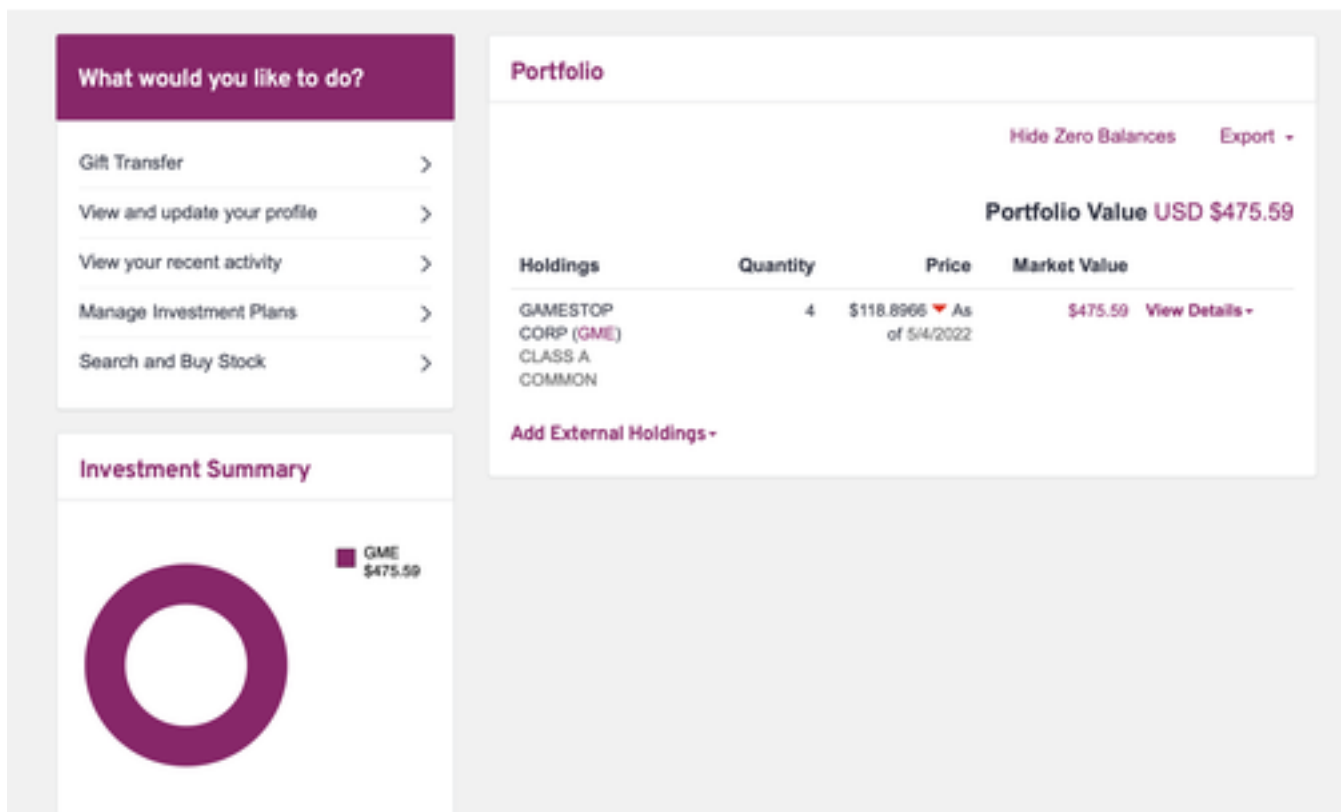 What would you like to do?
Gift Transfer
View and update your profile
View your recent activity
Manage Investment Plans
Search and Buy Stock
Investment Summary
GME
$475.59
Portfolio
Hide Zero Balances Export
Portfolio Value USD $475.59
Holdings Quantity Price Market Value
GAMESTOP 4 $118.8966 As $475.59 View Details
CORP (GME) of 5/4/2022
CLASS A
COMMON
Add External Holdings